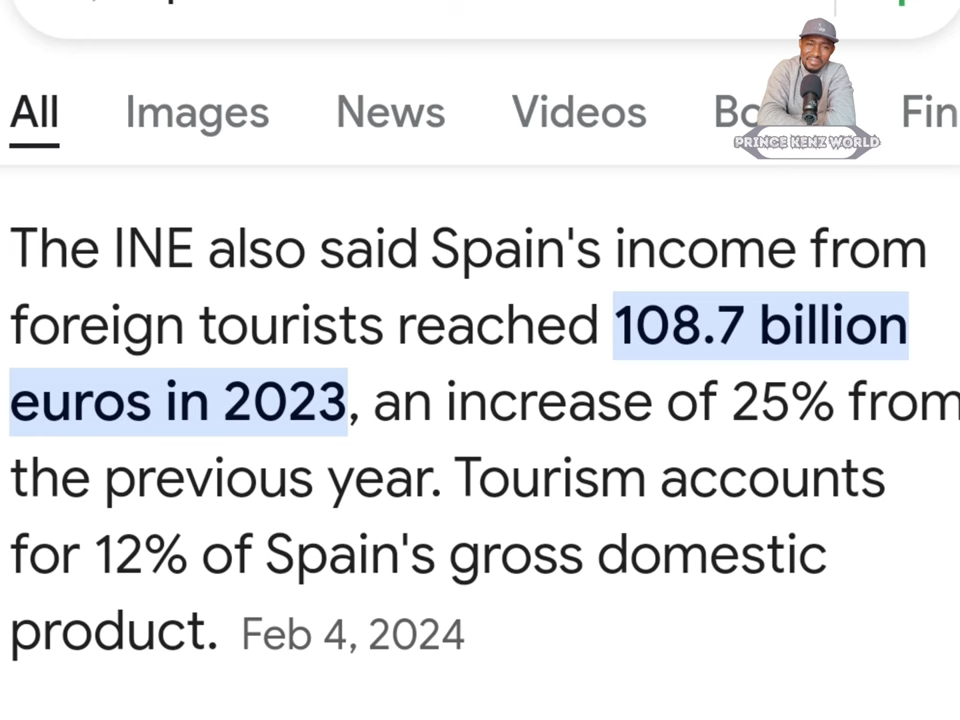 All Images News Videos Fin
PRINCE KENZ WORLD
The INE also said Spain's income from
foreign tourists reached 108.7 billion
euros in 2023, an increase of 25% from
the previous year. Tourism accounts
for 12% of Spain's gross domestic
product. Feb 4, 2024